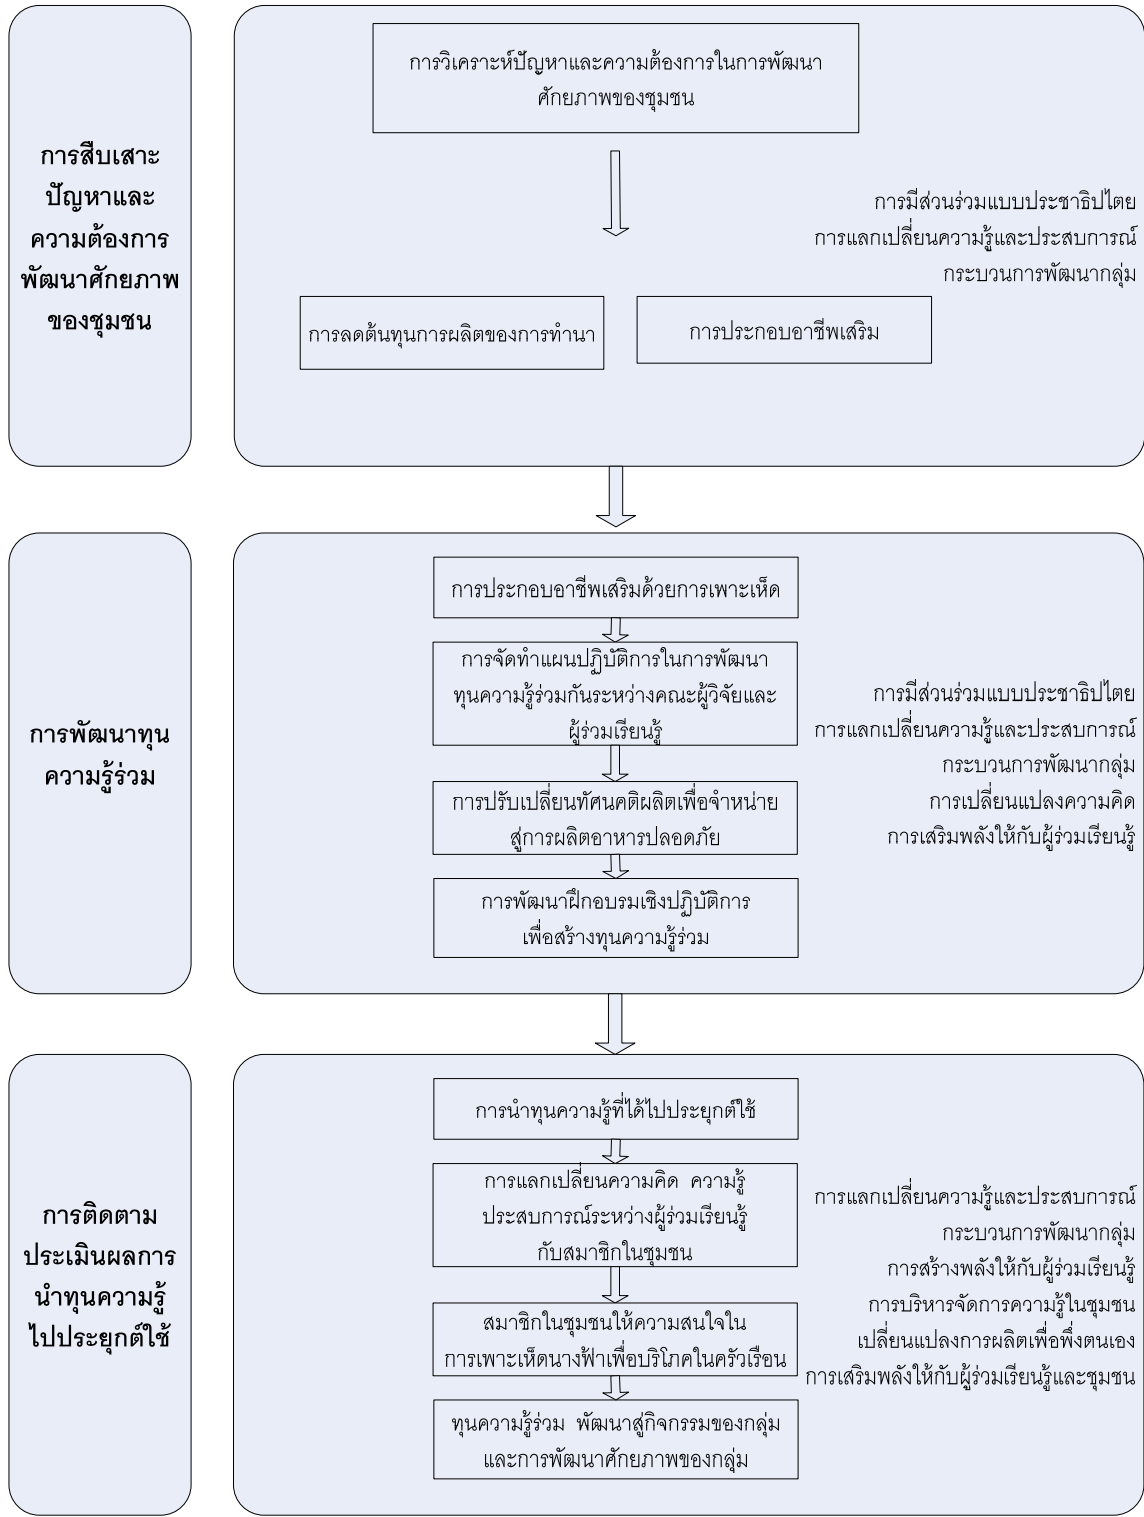 การสืบเสาะ
ปัญหาและ
ความต้องการ
พัฒนาศักยภาพ
ของชุมชน
การวิเคราะห์ปัญหาและความต้องการในการพัฒนา
ศักยภาพของชุมชน
การมีส่วนร่วมแบบประชาธิปไตย
การแลกเปลี่ยนความรู้และประสบการณ์
กระบวนการพัฒนากลุ่ม
การลดต้นทุนการผลิตของการทำนา
การประกอบอาชีพเสริม
การพัฒนาทุน
ความรู้ร่วม
การประกอบอาชีพเสริมด้วยการเพาะเห็ด
การจัดทำแผนปฏิบัติการในการพัฒนา
ทุนความรู้ร่วมกันระหว่างคณะผู้วิจัยและ
ผู้ร่วมเรียนรู้
การปรับเปลี่ยนทัศนคติผลิตเพื่อจำหน่าย
สู่การผลิตอาหารปลอดภัย
การพัฒนาฝึกอบรมเชิงปฏิบัติการ
เพื่อสร้างทุนความรู้ร่วม
การมีส่วนร่วมแบบประชาธิปไตย
การแลกเปลี่ยนความรู้และประสบการณ์
กระบวนการพัฒนากลุ่ม
การเปลี่ยนแปลงความคิด
การเสริมพลังให้กับผู้ร่วมเรียนรู้
การติดตาม
ประเมินผลการ
นำทุนความรู้
ไปประยุกต์ใช้
การนำทุนความรู้ที่ได้ไปประยุกต์ใช้
การแลกเปลี่ยนความคิด ความรู้
ประสบการณ์ระหว่างผู้ร่วมเรียนรู้
กับสมาชิกในชุมชน
สมาชิกในชุมชนให้ความสนใจใน
การเพาะเห็ดนางฟ้าเพื่อบริโภคในครัวเรือน
ทุนความรู้ร่วม พัฒนาสู่กิจกรรมของกลุ่ม
และการพัฒนาศักยภาพของกลุ่ม
การแลกเปลี่ยนความรู้และประสบการณ์
กระบวนการพัฒนากลุ่ม
การสร้างพลังให้กับผู้ร่วมเรียนรู้
การบริหารจัดการความรู้ในชุมชน
เปลี่ยนแปลงการผลิตเพื่อพึ่งตนเอง
การเสริมพลังให้กับผู้ร่วมเรียนรู้และชุมชน